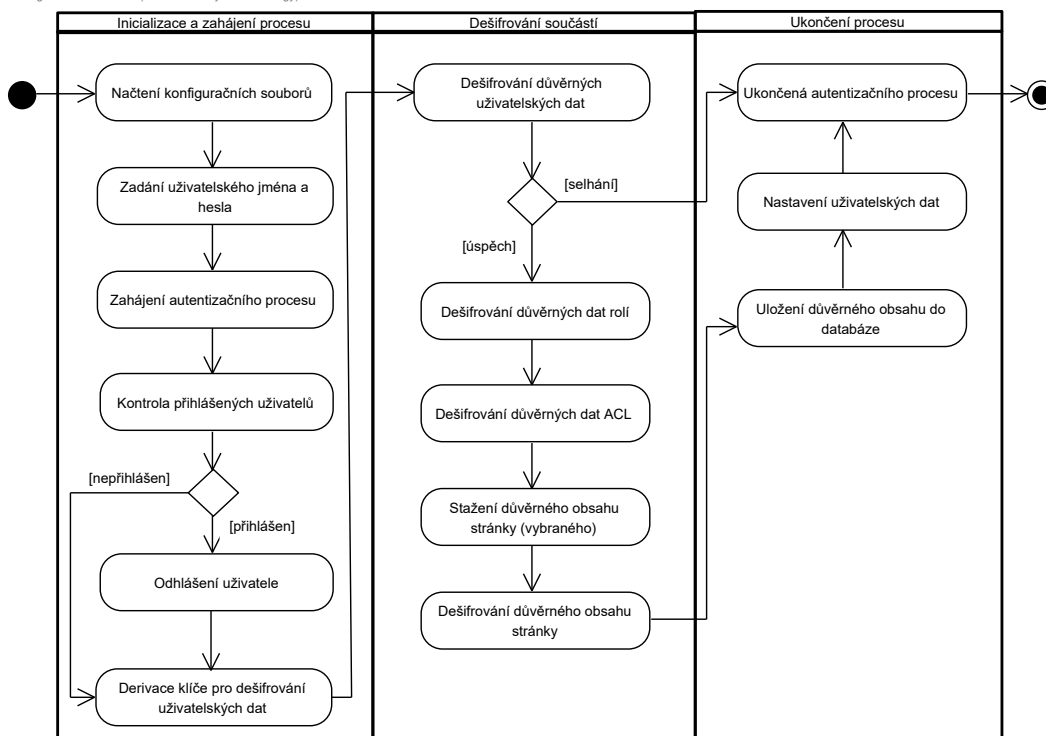 Inicializace a zahájení procesu
Dešifrování součástí
Ukončení procesu
Načtení konfiguračních souborů
Zadání uživatelského jména a
hesla
Zahájení autentizačního procesu
Kontrola přihlášených uživatelů
[nepřihlášen]
[přihlášen]
Odhlášení uživatele
Derivace klíče pro dešifrování
uživatelských dat
Dešifrování důvěrných
uživatelských dat
[selhání]
[úspěch]
Dešifrování důvěrných dat rolí
Dešifrování důvěrných dat ACL
Stažení důvěrného obsahu
stránky (vybraného)
Dešifrování důvěrného obsahu
stránky
Ukončená autentizačního procesu
Nastavení uživatelských dat
Uložení důvěrného obsahu do
databáze